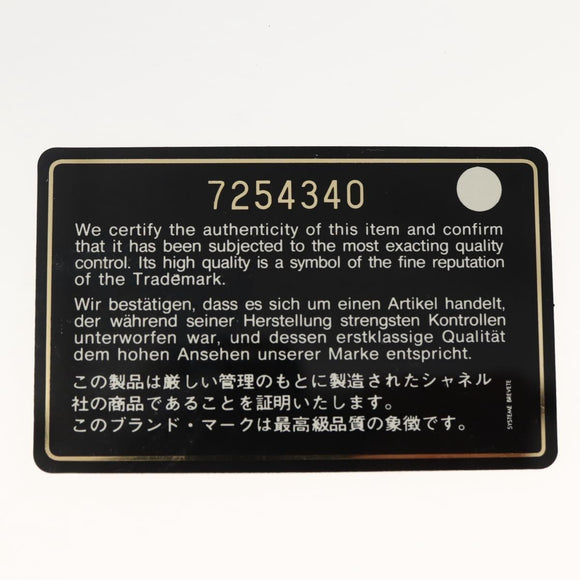 7254340
We certify the authenticity of this item and confirm
that it has been subjected to the most exacting quality
control. Its high quality is a symbol of the fine reputation
of the Trademark.
Wir bestätigen, dass es sich um einen Artikel handelt,
der während seiner Herstellung strengsten Kontrollen
unterworfen war, und dessen erstklassige Qualität
dem hohen Ansehen unserer Marke entspricht.
この製品は厳しい管理のもとに製造されたシャネル
社の商品であることを証明いたします。
このブランド・マークは最高級品質の象徴です。
SYSTEME BREVETE